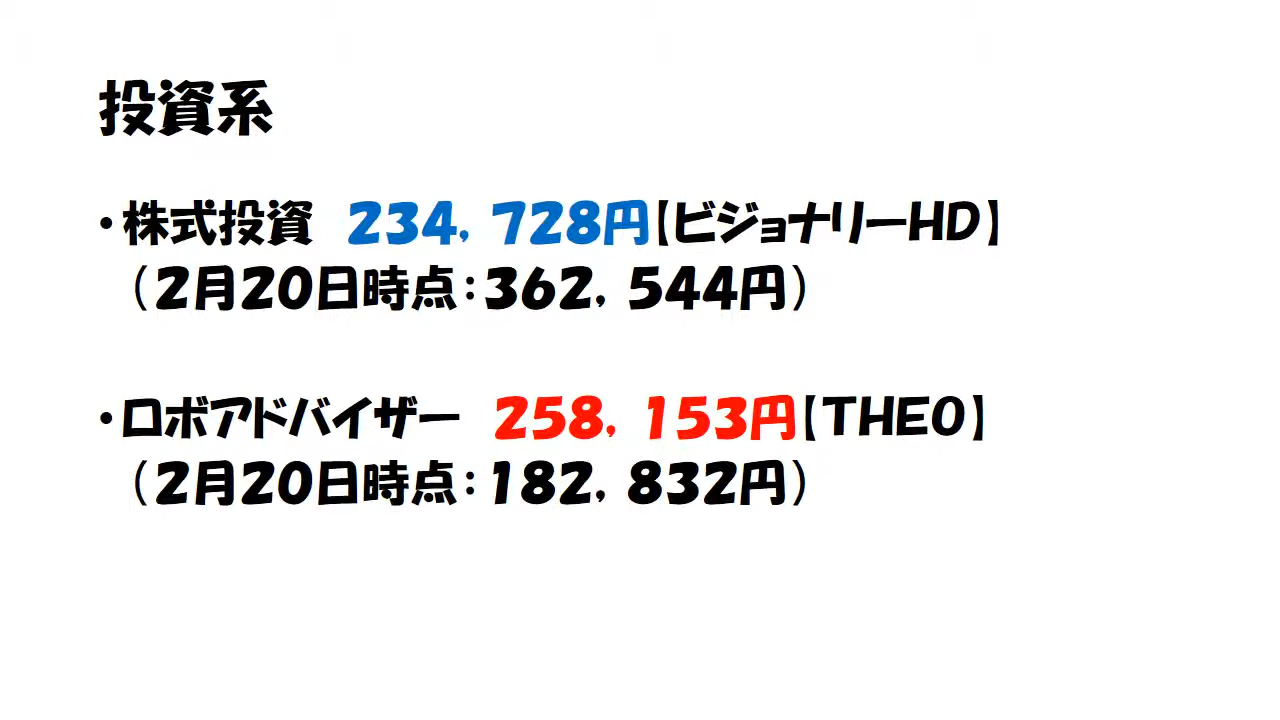 投資系
・株式投資　234，728円【ビジョナリーHD】
（2月20日時点：362，544円）
・ロボアドバイザー　258，153円【THEO】
（2月20日時点：182，832円）